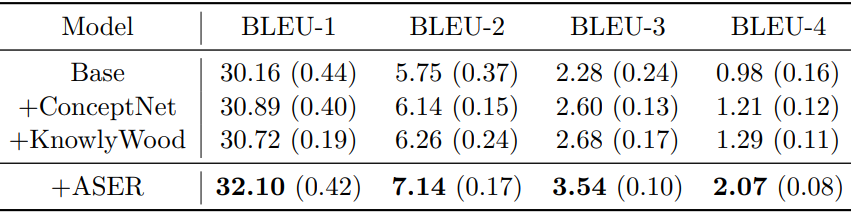 Model BLEU-1 BLEU-2 BLEU-3 BLEU-4
Base 30.16 (0.44) 5.75 (0.37) 2.28 (0.24) 0.98 (0.16)
+ConceptNet 30.89 (0.40) 6.14 (0.15) 2.60 (0.13) 1.21 (0.12)
+KnowlyWood 30.72 (0.19) 6.26 (0.24) 2.68 (0.17) 1.29 (0.11)
+ASER 32.10 (0.42) 7.14 (0.17) 3.54 (0.10) 2.07 (0.08)